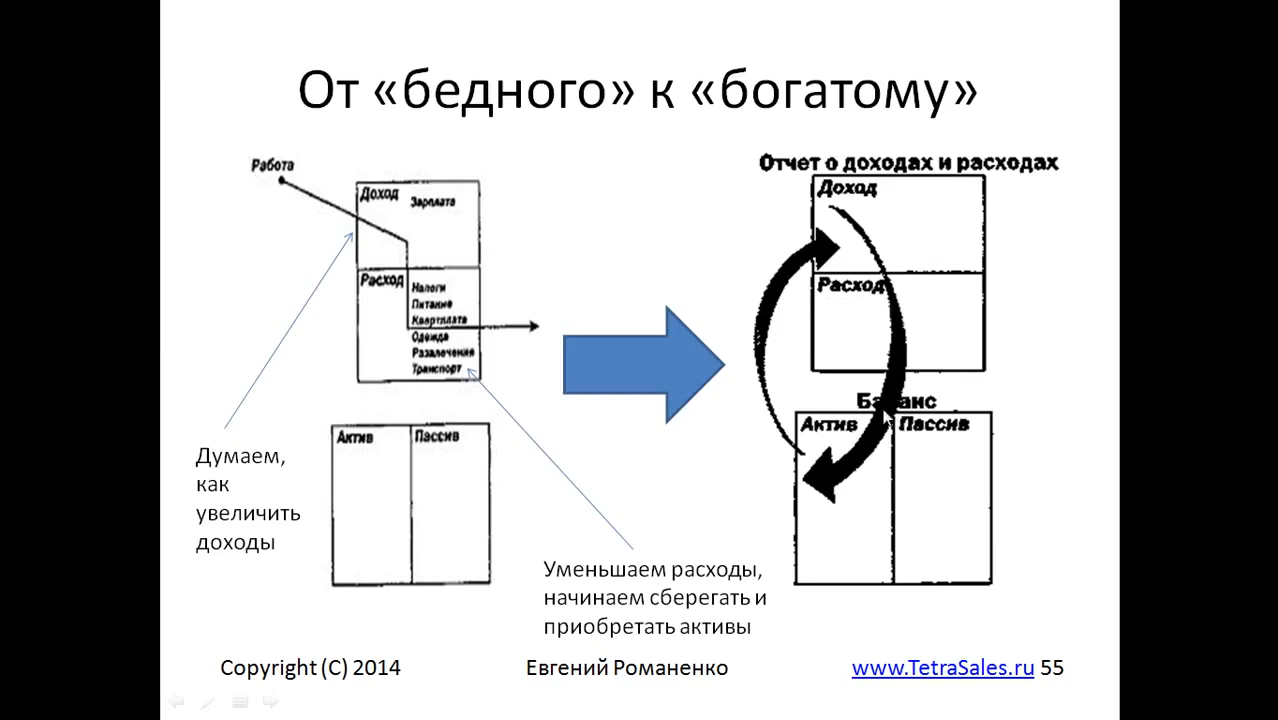 От «бедного» к «богатому»
Работа
Доход
Зарплата
Расход
Налоги
Питание
Квартплата
Одежда
Развлечения
Транспорт
Актив
Пассив
Думаем,
как
увеличить
доходы
Уменьшаем расходы,
начинаем сберегать и
приобретать активы
Отчет о доходах и расходах
Доход
Расход
Баланс
Актив
Пассив
Copyright (C) 2014
Евгений Романенко
www.TetraSales.ru 55